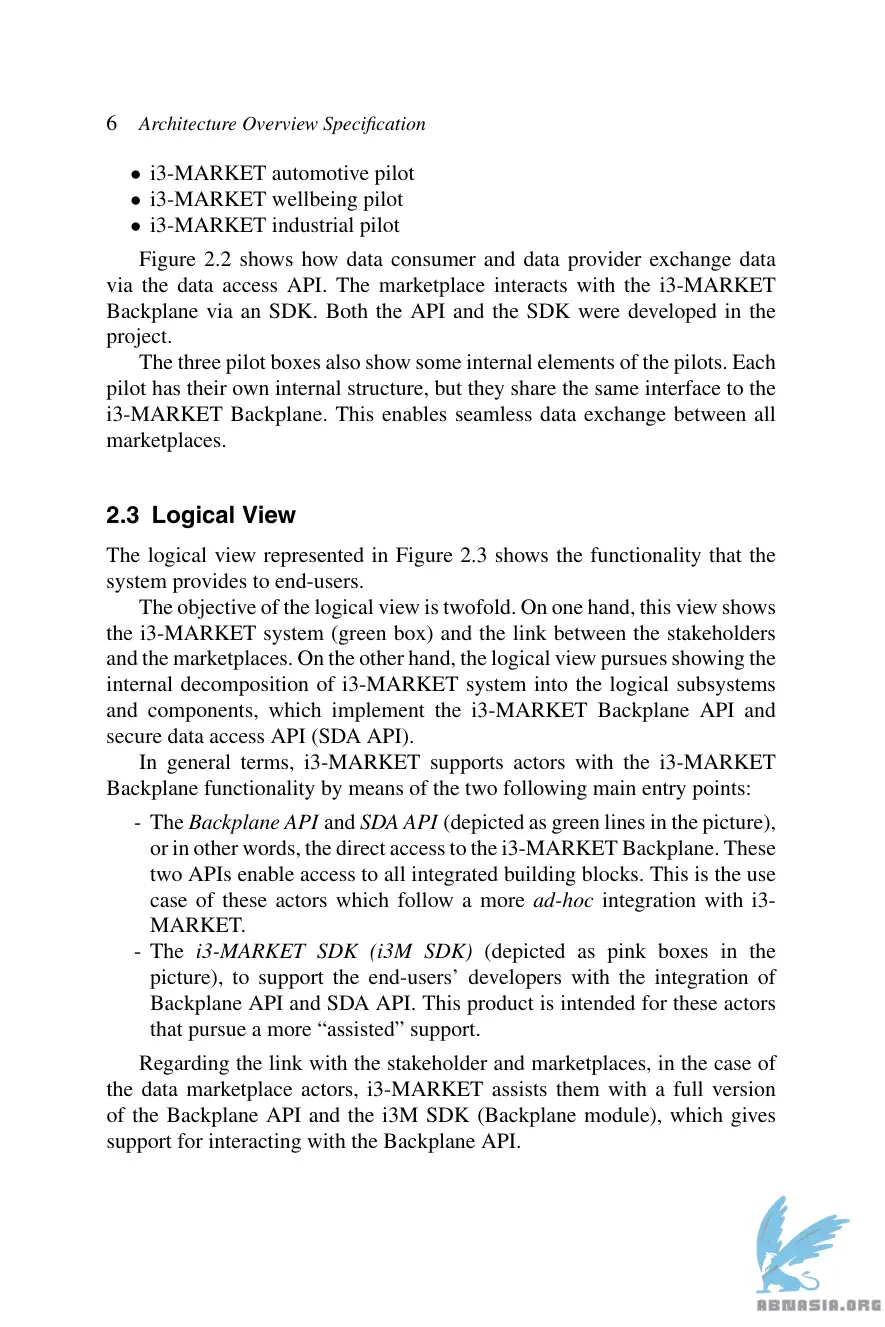 6 Architecture Overview Specification
• i3-MARKET automotive pilot
• i3-MARKET wellbeing pilot
• i3-MARKET industrial pilot
Figure 2.2 shows how data consumer and data provider exchange data
via the data access API. The marketplace interacts with the i3-MARKET
Backplane via an SDK. Both the API and the SDK were developed in the
project.
The three pilot boxes also show some internal elements of the pilots. Each
pilot has their own internal structure, but they share the same interface to the
i3-MARKET Backplane. This enables seamless data exchange between all
marketplaces.
2.3 Logical View
The logical view represented in Figure 2.3 shows the functionality that the
system provides to end-users.
The objective of the logical view is twofold. On one hand, this view shows
the i3-MARKET system (green box) and the link between the stakeholders
and the marketplaces. On the other hand, the logical view pursues showing the
internal decomposition of i3-MARKET system into the logical subsystems
and components, which implement the i3-MARKET Backplane API and
secure data access API (SDA API).
In general terms, i3-MARKET supports actors with the i3-MARKET
Backplane functionality by means of the two following main entry points:
- The Backplane API and SDA API (depicted as green lines in the picture),
or in other words, the direct access to the i3-MARKET Backplane. These
two APIs enable access to all integrated building blocks. This is the use
case of these actors which follow a more ad-hoc integration with i3-
MARKET.
- The i3-MARKET SDK (i3M SDK) (depicted as pink boxes in the
picture), to support the end-users’ developers with the integration of
Backplane API and SDA API. This product is intended for these actors
that pursue a more “assisted” support.
Regarding the link with the stakeholder and marketplaces, in the case of
the data marketplace actors, i3-MARKET assists them with a full version
of the Backplane API and the i3M SDK (Backplane module), which gives
support for interacting with the Backplane API.
ABNASIA.ORG